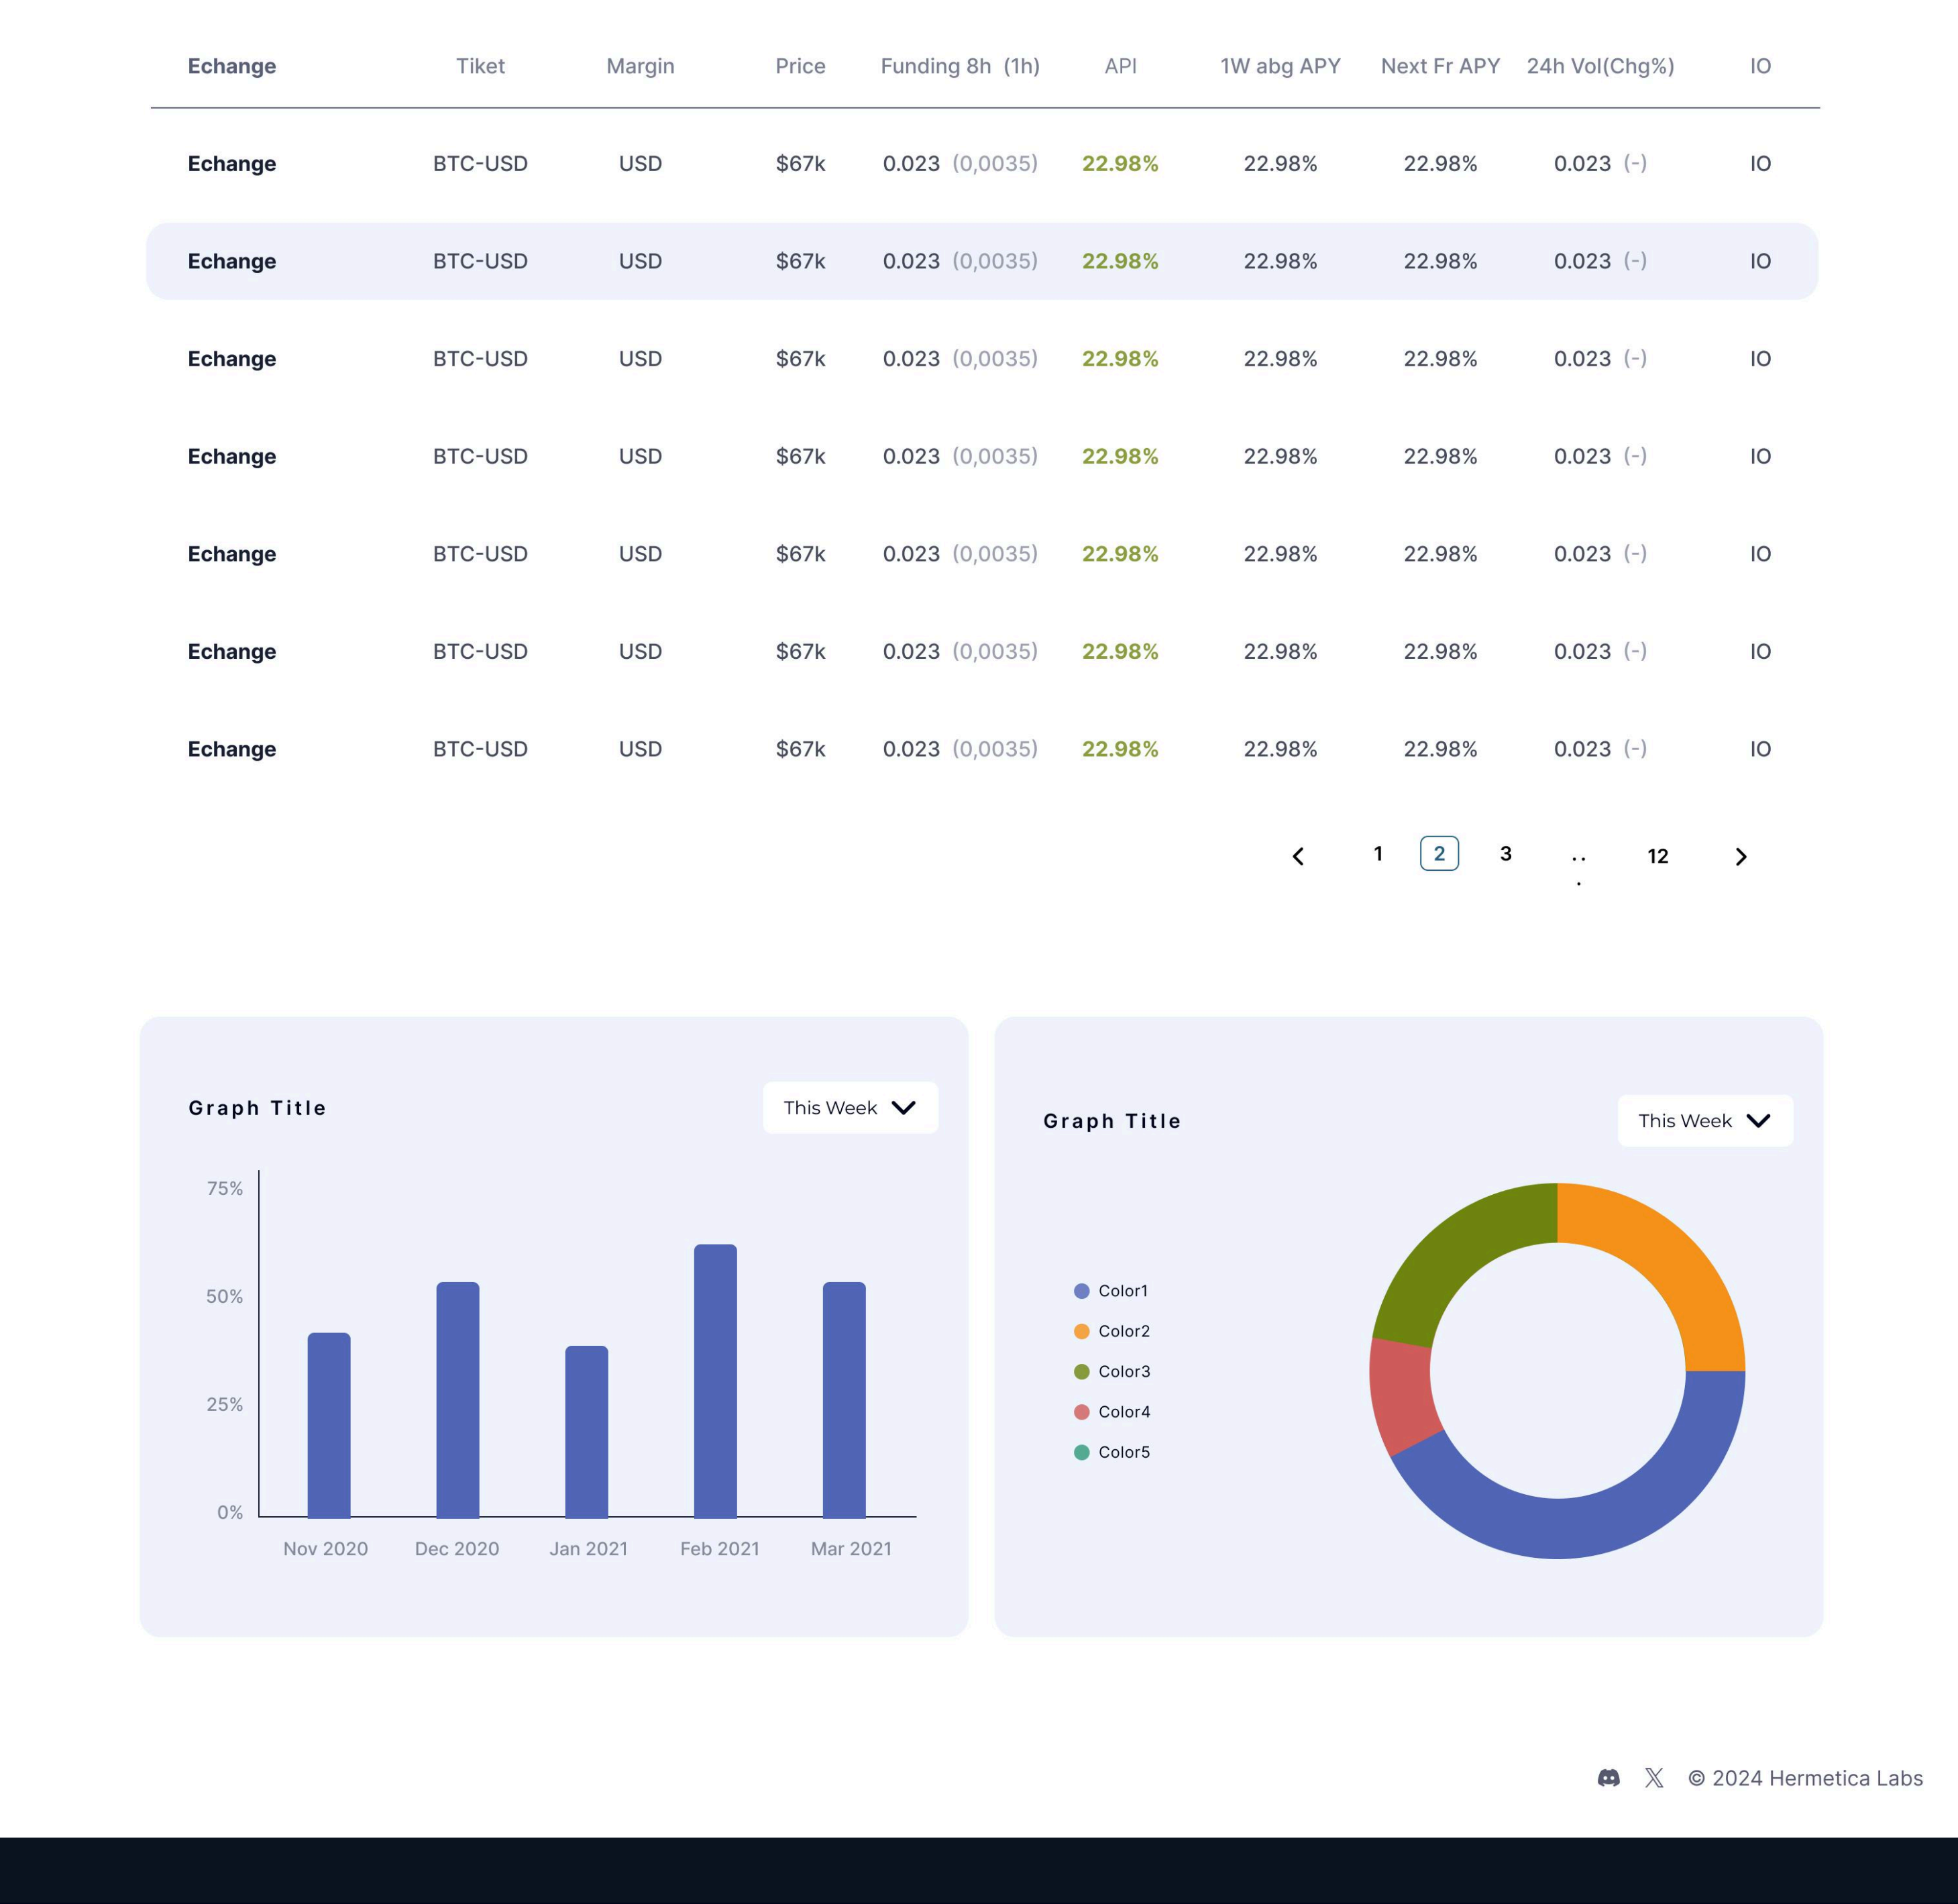 Echange Tiket Margin Price Funding 8h (1h) API 1W abg APY Next Fr APY 24h Vol(Chg%) IO
Echange BTC-USD USD $67k 0.023 (0,0035) 22.98% 22.98% 22.98% 0.023 (-) IO
Echange BTC-USD USD $67k 0.023 (0,0035) 22.98% 22.98% 22.98% 0.023 (-) IO
Echange BTC-USD USD $67k 0.023 (0,0035) 22.98% 22.98% 22.98% 0.023 (-) IO
Echange BTC-USD USD $67k 0.023 (0,0035) 22.98% 22.98% 22.98% 0.023 (-) IO
Echange BTC-USD USD $67k 0.023 (0,0035) 22.98% 22.98% 22.98% 0.023 (-) IO
Echange BTC-USD USD $67k 0.023 (0,0035) 22.98% 22.98% 22.98% 0.023 (-) IO
Echange BTC-USD USD $67k 0.023 (0,0035) 22.98% 22.98% 22.98% 0.023 (-) IO
1 2 3 ... 12
Graph Title This Week
75%
50%
25%
0%
Nov 2020 Dec 2020 Jan 2021 Feb 2021 Mar 2021
Graph Title This Week
Color1
Color2
Color3
Color4
Color5
© 2024 Hermetica Labs